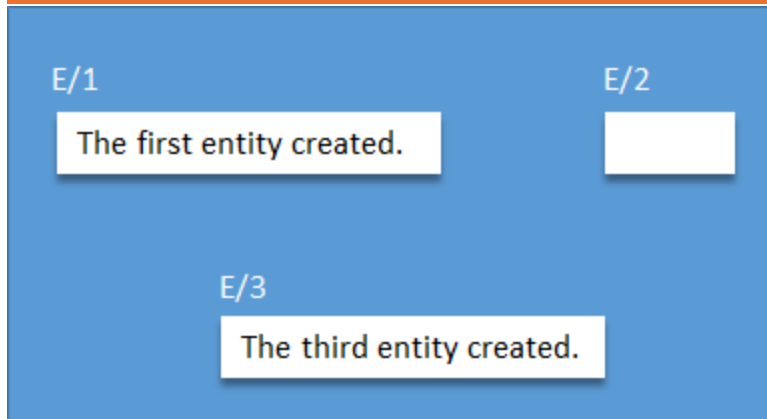 E/1
E/2
The first entity created.
E/3
The third entity created.